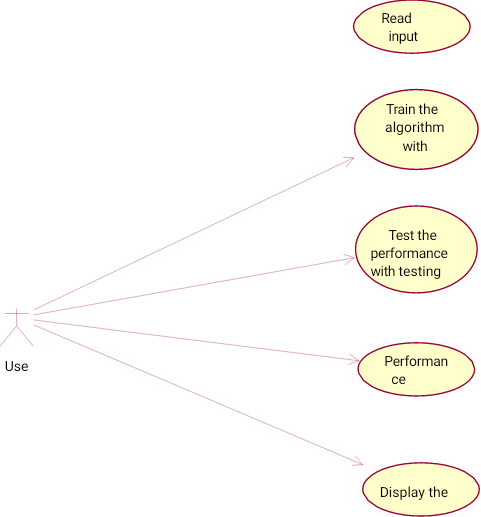 Read
input
Train the
algorithm
with
Test the
performance
with testing
Performan
ce
Use
Display the